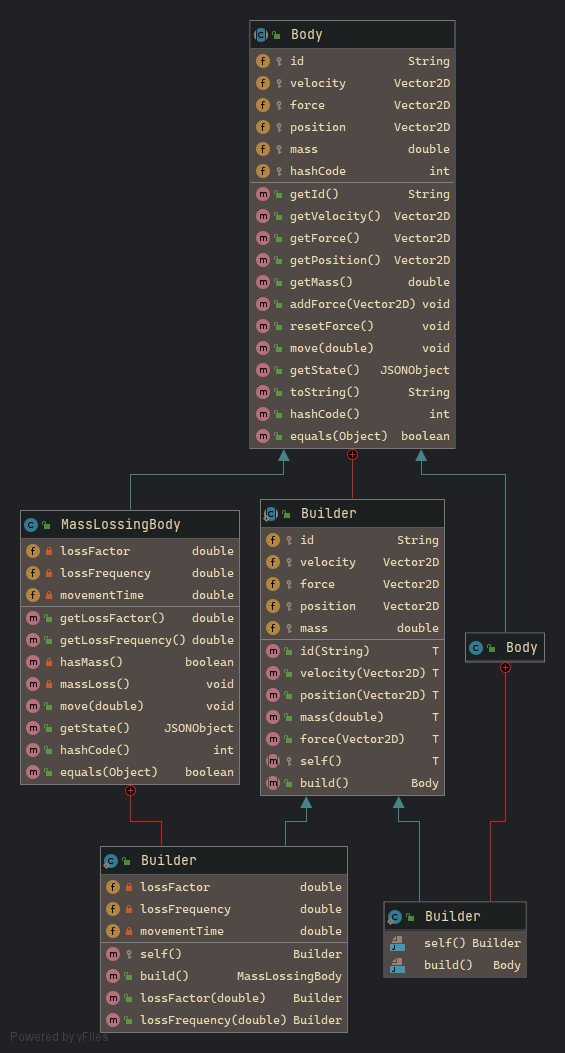 Body
id String
velocity Vector2D
force Vector2D
position Vector2D
mass double
hashCode int
getId() String
getVelocity() Vector2D
getForce() Vector2D
getPosition() Vector2D
getMass() double
addForce(Vector2D) void
resetForce() void
move(double) void
getState() JSONObject
toString() String
hashCode() int
equals(Object) boolean
MassLossingBody
lossFactor double
lossFrequency double
movementTime double
getLossFactor() double
getLossFrequency() double
hasMass() boolean
massLoss() void
move(double) void
getState() JSONObject
hashCode() int
equals(Object) boolean
Builder
id String
velocity Vector2D
force Vector2D
position Vector2D
mass double
id(String) T
velocity(Vector2D) T
position(Vector2D) T
mass(double) T
force(Vector2D) T
self() T
build() Body
Body
Builder
lossFactor double
lossFrequency double
movementTime double
self() Builder
build() MassLossingBody
lossFactor(double) Builder
lossFrequency(double) Builder
Builder
self() Builder
build() Body
Powered by yFiles